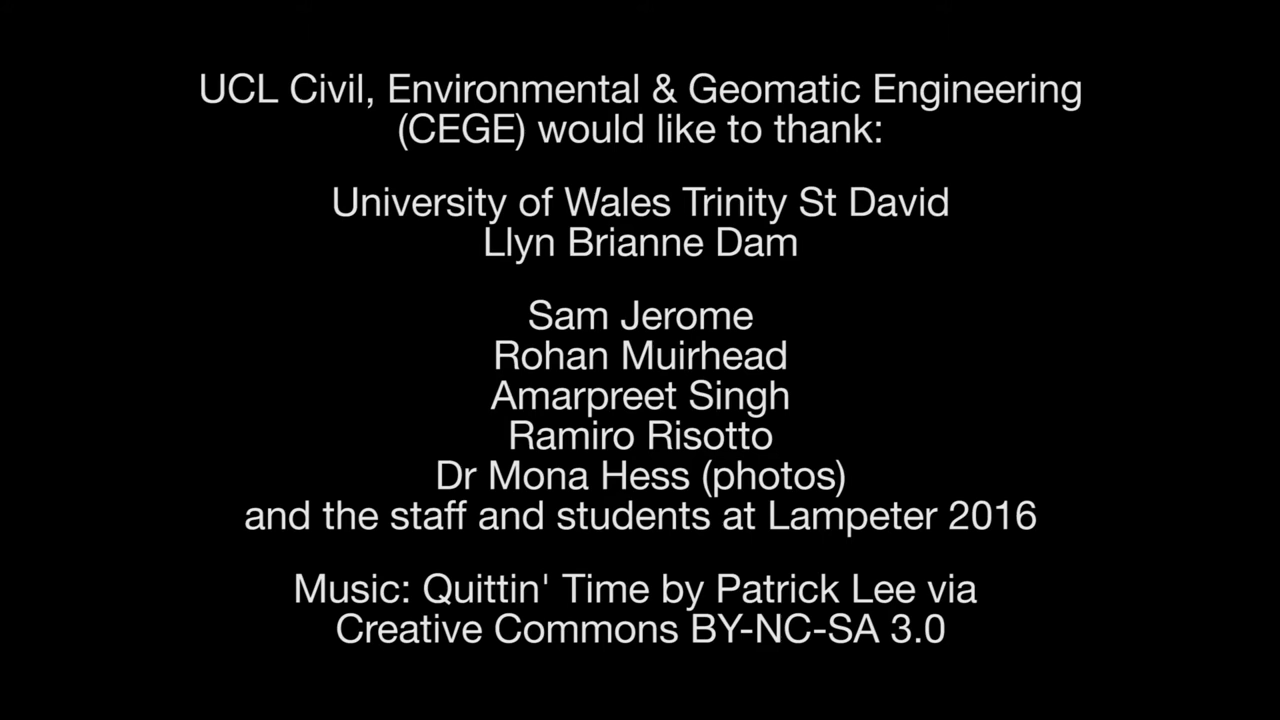 UCL Civil, Environmental & Geomatic Engineering
(CEGE) would like to thank:
University of Wales Trinity St David
Llyn Brianne Dam
Sam Jerome
Rohan Muirhead
Amarpreet Singh
Ramiro Risotto
Dr Mona Hess (photos)
and the staff and students at Lampeter 2016
Music: Quittin' Time by Patrick Lee via
Creative Commons BY-NC-SA 3.0